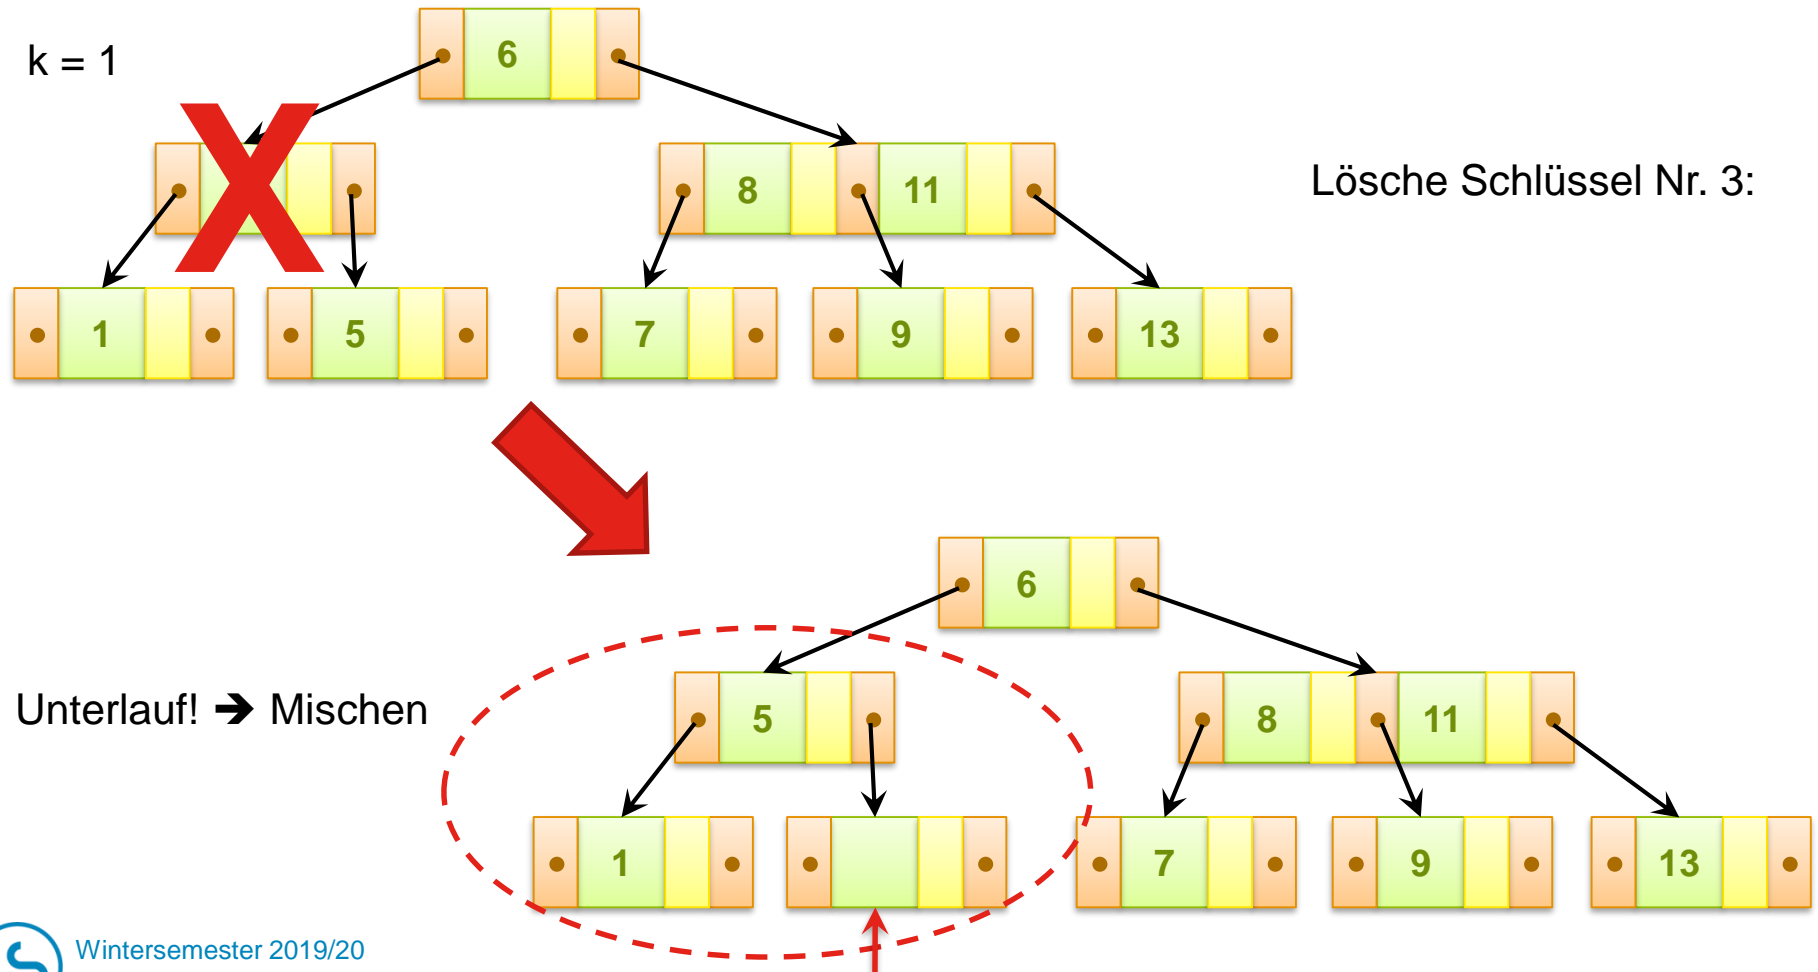 k = 1
6
8 11
Lösche Schlüssel Nr. 3:
1 5 7 9 13
6
Unterlauf! ➔ Mischen
5 8 11
1 7 9 13
Wintersemester 2019/20